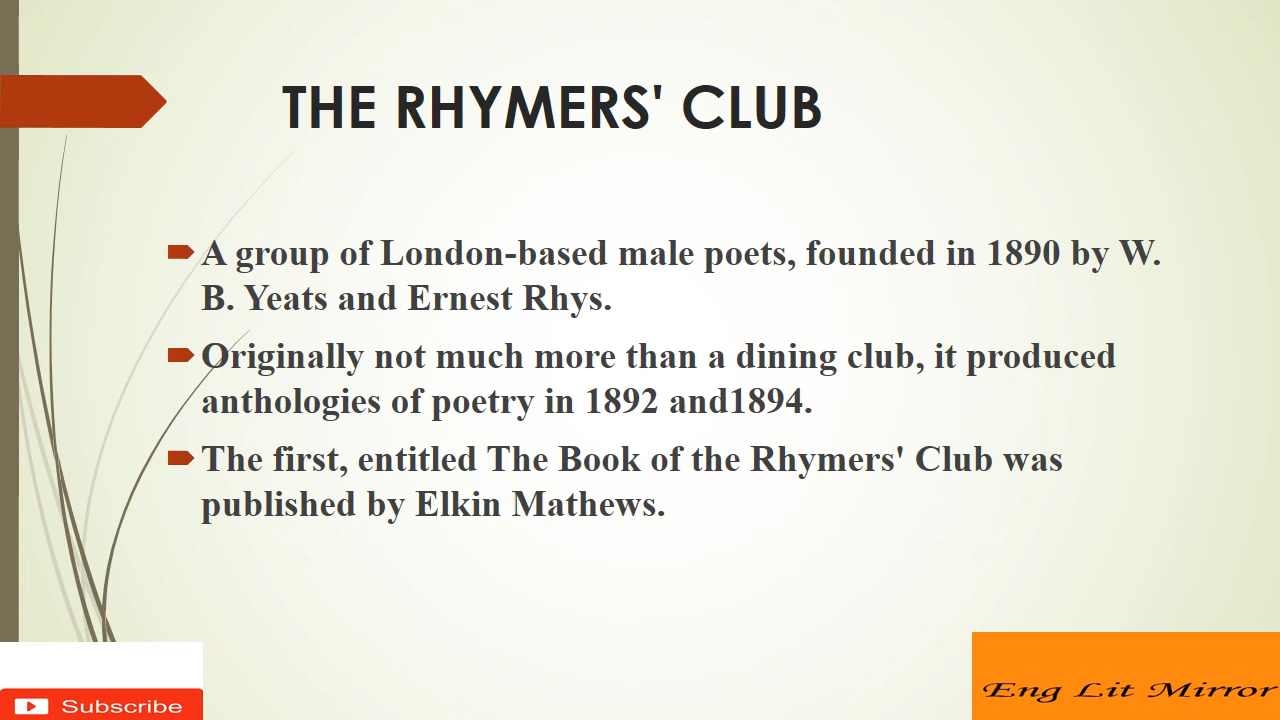 THE RHYMERS' CLUB
A group of London-based male poets, founded in 1890 by W.
B. Yeats and Ernest Rhys.
Originally not much more than a dining club, it produced
anthologies of poetry in 1892 and1894.
The first, entitled The Book of the Rhymers' Club was
published by Elkin Mathews.
Subscribe
Eng Lit Mirror